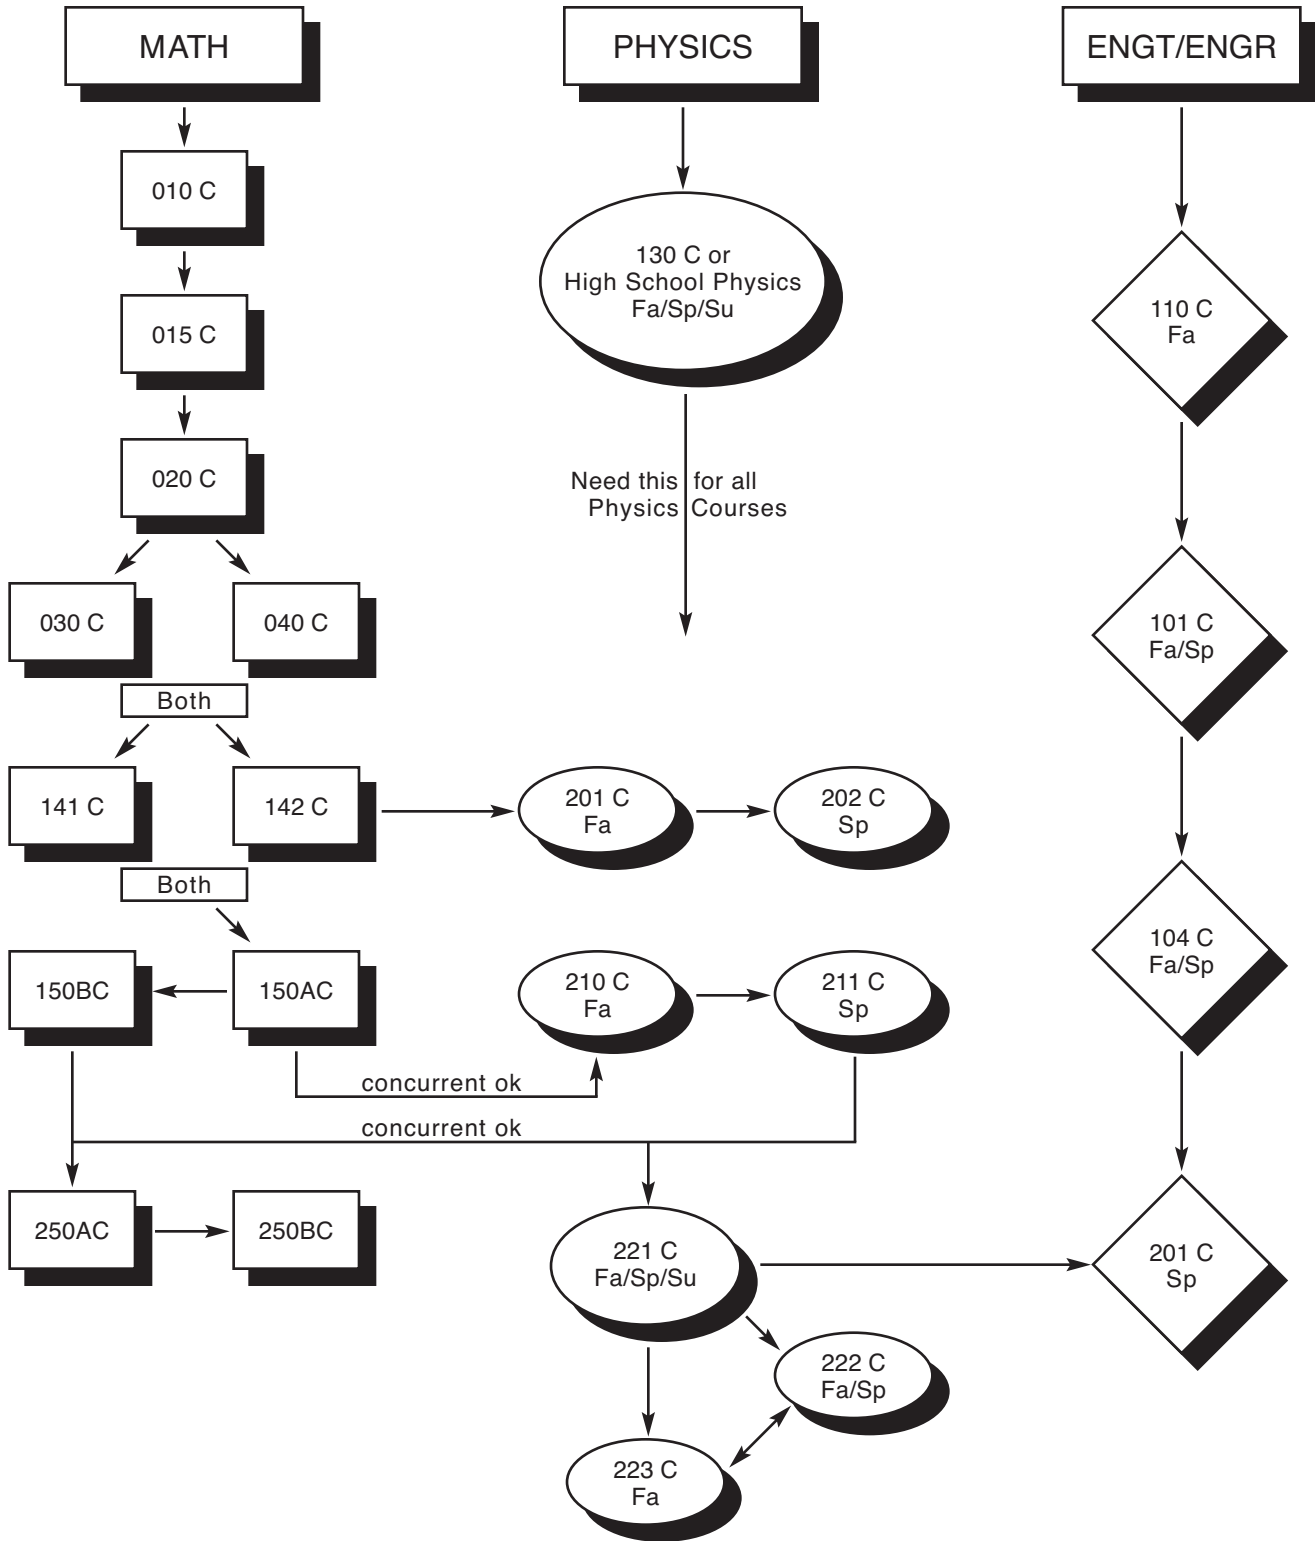 MATH
PHYSICS
ENGT/ENGR
010 C
130 C or
High School Physics
Fa/Sp/Su
110 C
Fa
015 C
020 C
Need this for all
Physics Courses
030 C
040 C
101 C
Fa/Sp
Both
141 C
142 C
201 C
Fa
202 C
Sp
Both
104 C
Fa/Sp
150BC
150AC
210 C
Fa
211 C
Sp
concurrent ok
concurrent ok
250AC
250BC
221 C
Fa/Sp/Su
201 C
Sp
222 C
Fa/Sp
223 C
Fa